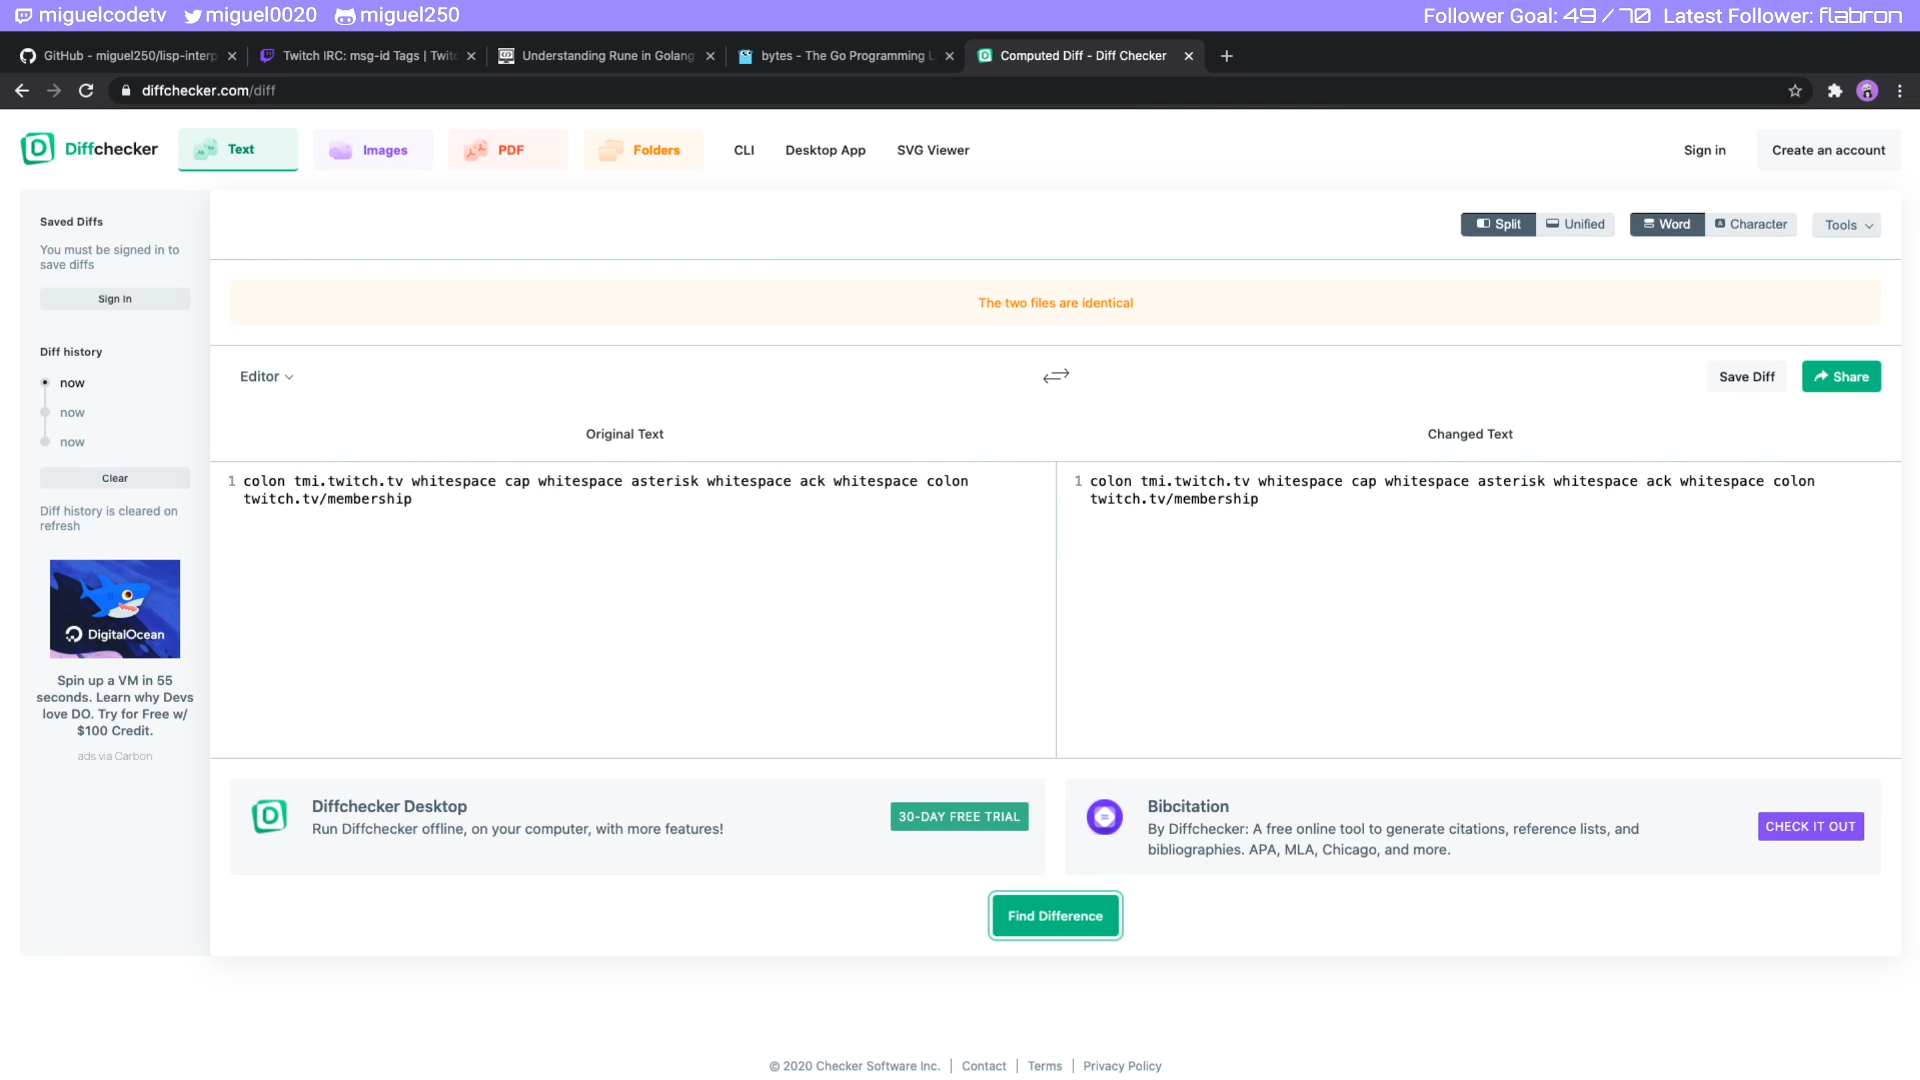 miguelcodetv miguel0020 miguel250 Follower Goal: 49 / 70 Latest Follower: flabron
GitHub - miguel250/lisp-interp Twitch IRC: msg-id Tags | Twitc Understanding Rune in Golang bytes - The Go Programming L Computed Diff - Diff Checker
diffchecker.com/diff
Diffchecker Text Images PDF Folders CLI Desktop App SVG Viewer Sign in Create an account
Saved Diffs
You must be signed in to
save diffs
Sign In
Diff history
now
now
now
Clear
Diff history is cleared on
refresh
DigitalOcean
Spin up a VM in 55
seconds. Learn why Devs
love DO. Try for Free w/
$100 Credit.
ads via Carbon
Split Unified Word Character Tools
The two files are identical
Editor Save Diff Share
Original Text Changed Text
1 colon tmi.twitch.tv whitespace cap whitespace asterisk whitespace ack whitespace colon
twitch.tv/membership
1 colon tmi.twitch.tv whitespace cap whitespace asterisk whitespace ack whitespace colon
twitch.tv/membership
Diffchecker Desktop
Run Diffchecker offline, on your computer, with more features!
30-DAY FREE TRIAL
Bibcitation
By Diffchecker: A free online tool to generate citations, reference lists, and
bibliographies. APA, MLA, Chicago, and more.
CHECK IT OUT
Find Difference
© 2020 Checker Software Inc. Contact Terms Privacy Policy